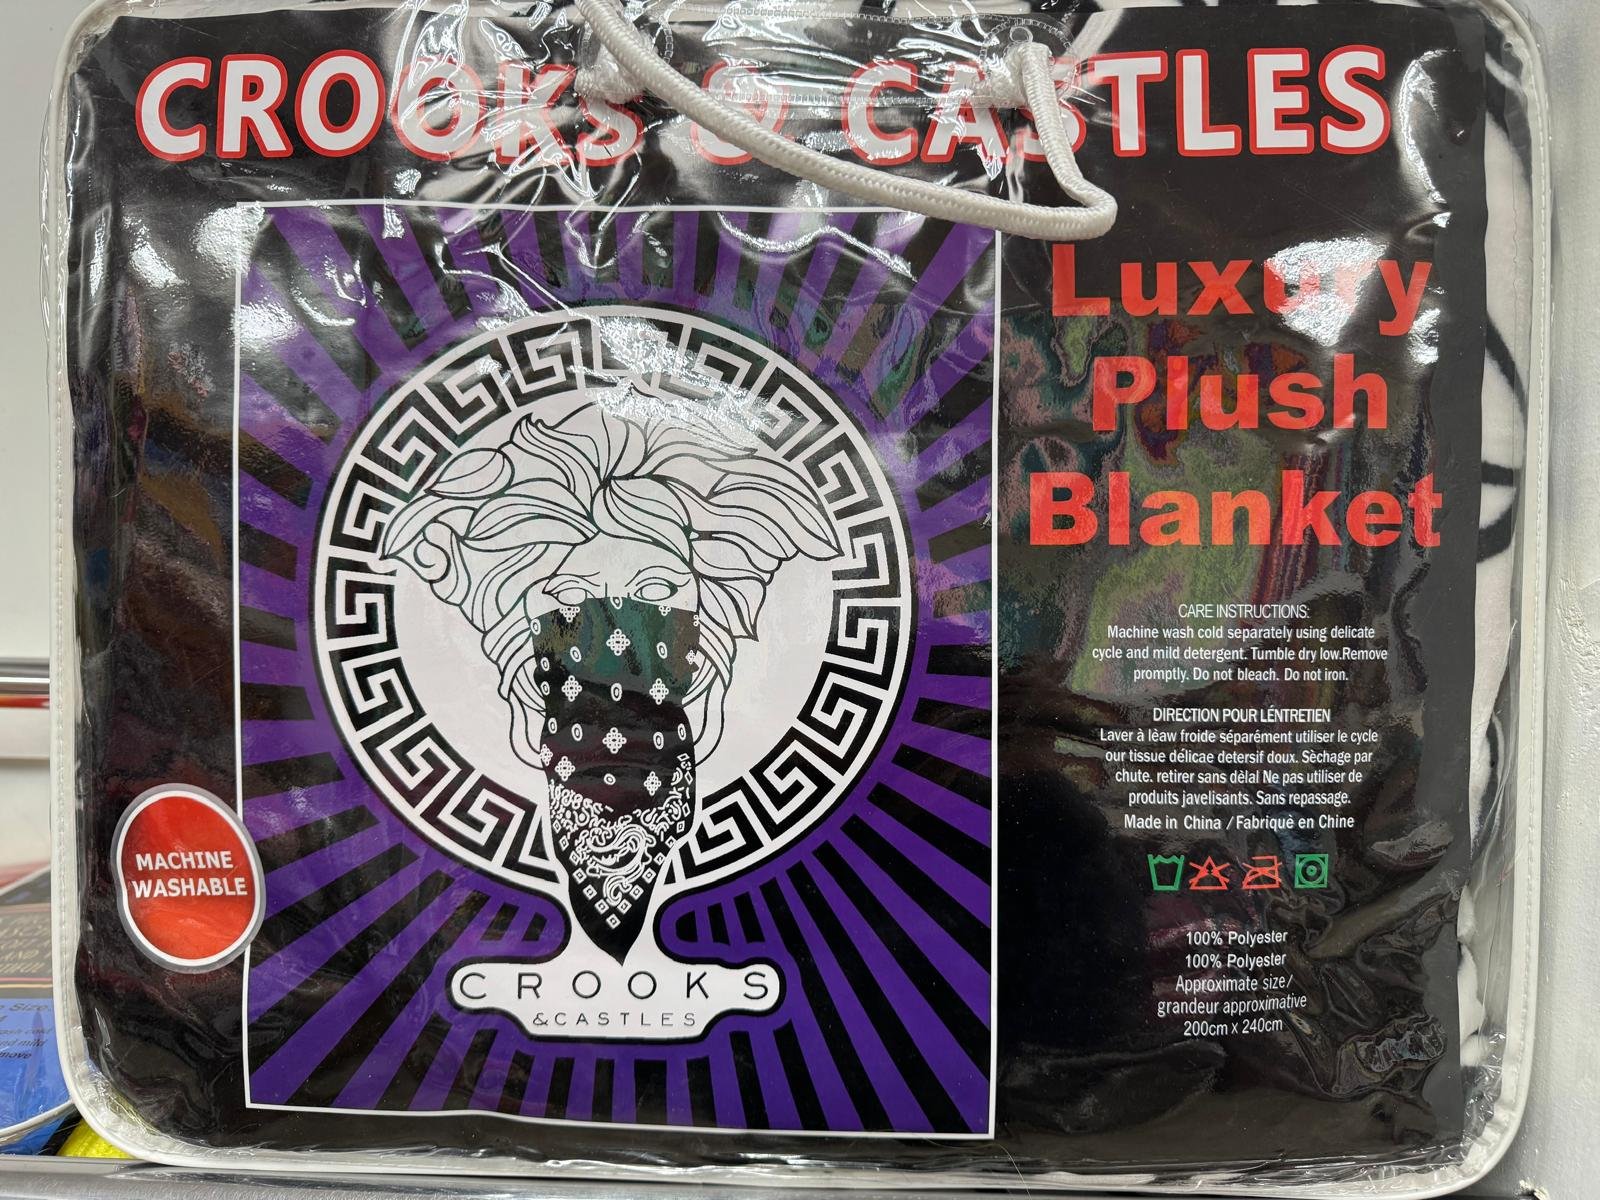 CROOKS & CASTLES
Luxury
Plush
Blanket
CARE INSTRUCTIONS:
Machine wash cold separately using delicate
cycle and mild detergent. Tumble dry low.Remove
promptly. Do not bleach. Do not iron.
DIRECTION POUR LÉNTRETIEN
Laver à lèaw froide séparément utiliser le cycle
our tissue délicae detersif doux. Sèchage par
chute. retirer sans dèlal Ne pas utiliser de
produits javelisants. Sans repassage.
Made in China / Fabriquè en Chine
100% Polyester
100% Polyester
Approximate size/
grandeur approximative
200cm x 240cm
MACHINE
WASHABLE
CROOKS
&CASTLES